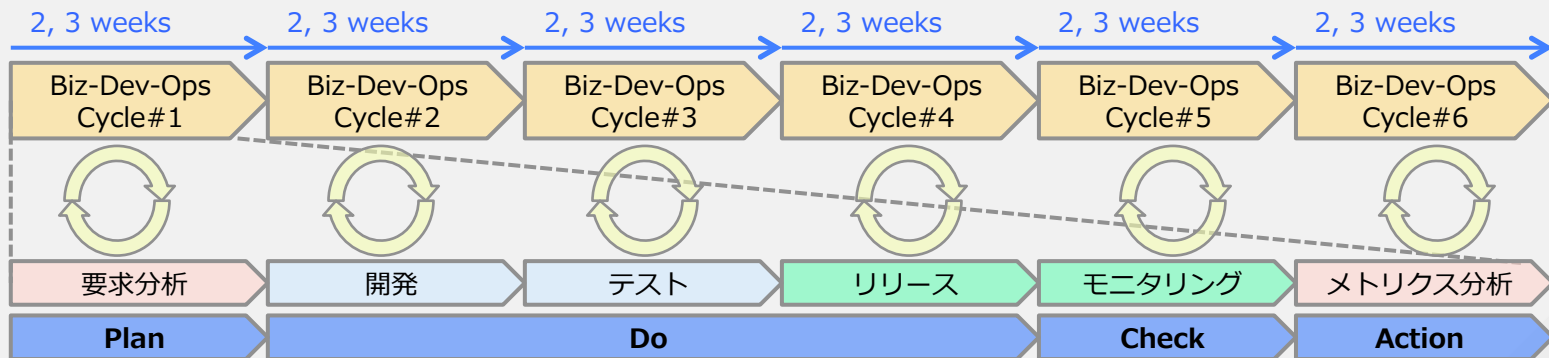 2, 3 weeks 2, 3 weeks 2, 3 weeks 2, 3 weeks 2, 3 weeks 2, 3 weeks
Biz-Dev-Ops
Cycle#1
Biz-Dev-Ops
Cycle#2
Biz-Dev-Ops
Cycle#3
Biz-Dev-Ops
Cycle#4
Biz-Dev-Ops
Cycle#5
Biz-Dev-Ops
Cycle#6
要求分析 開発 テスト リリース モニタリング メトリクス分析
Plan Do Check Action